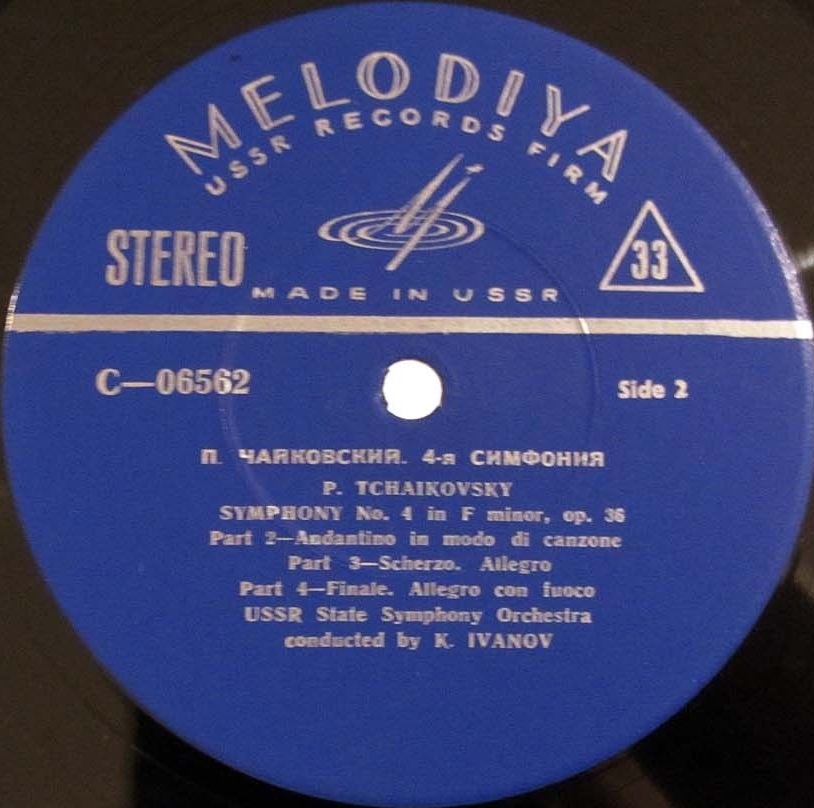 MELODIYA
USSR RECORDS FIRM
STEREO
33
MADE IN USSR
C—06562
Side 2
П. ЧАЙКОВСКИЙ. 4-я СИМФОНИЯ
P. TCHAIKOVSKY
SYMPHONY No. 4 in F minor, op. 36
Part 2—Andantino in modo di canzone
Part 3—Scherzo. Allegro
Part 4—Finale. Allegro con fuoco
USSR State Symphony Orchestra
conducted by K. IVANOV